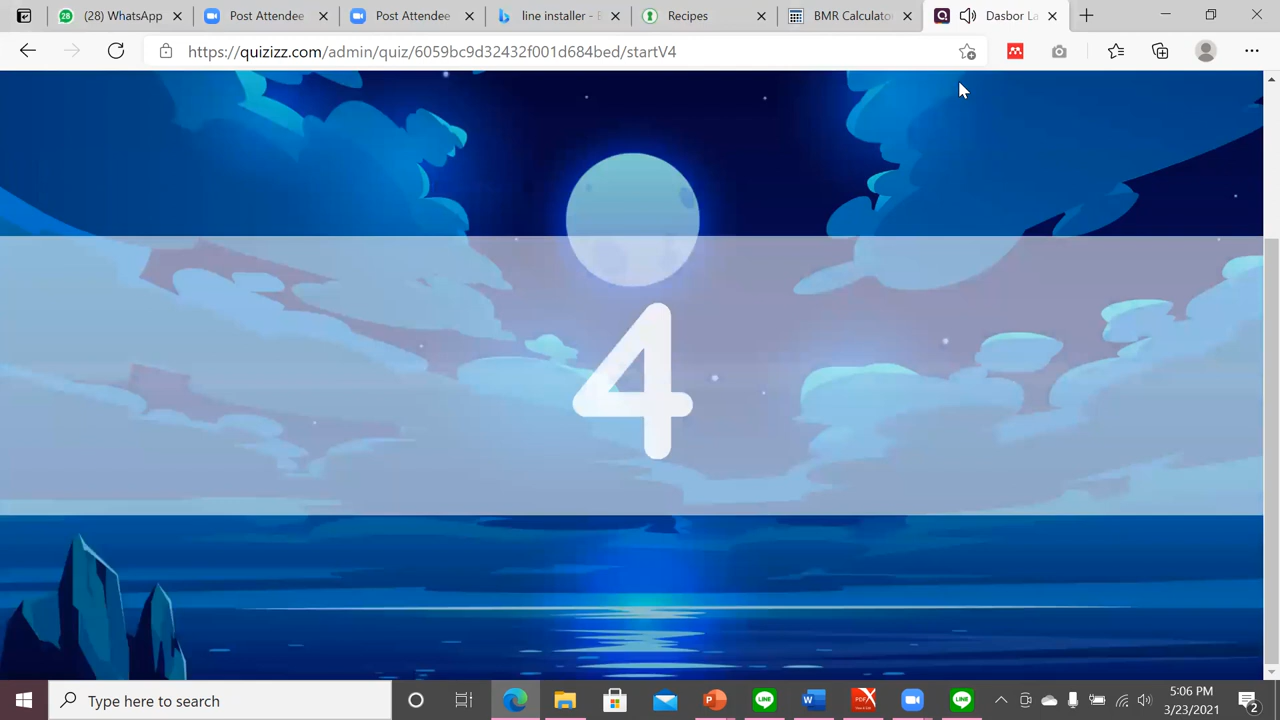 (28) WhatsApp
Post Attendee
Post Attendee
line installer - B
Recipes
BMR Calculato
Dasbor La
https://quizizz.com/admin/quiz/6059bc9d32432f001d684bed/startV4
4
Type here to search
5:06 PM
3/23/2021
2